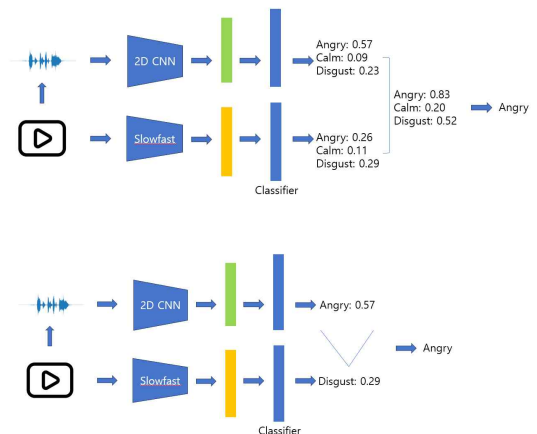 2D CNN
Angry: 0.57
Calm: 0.09
Disgust: 0.23
Angry: 0.83
Calm: 0.20
Disgust: 0.52
Angry
Slowfast
Angry: 0.26
Calm: 0.11
Disgust: 0.29
Classifier
2D CNN
Angry: 0.57
Angry
Slowfast
Disgust: 0.29
Classifier